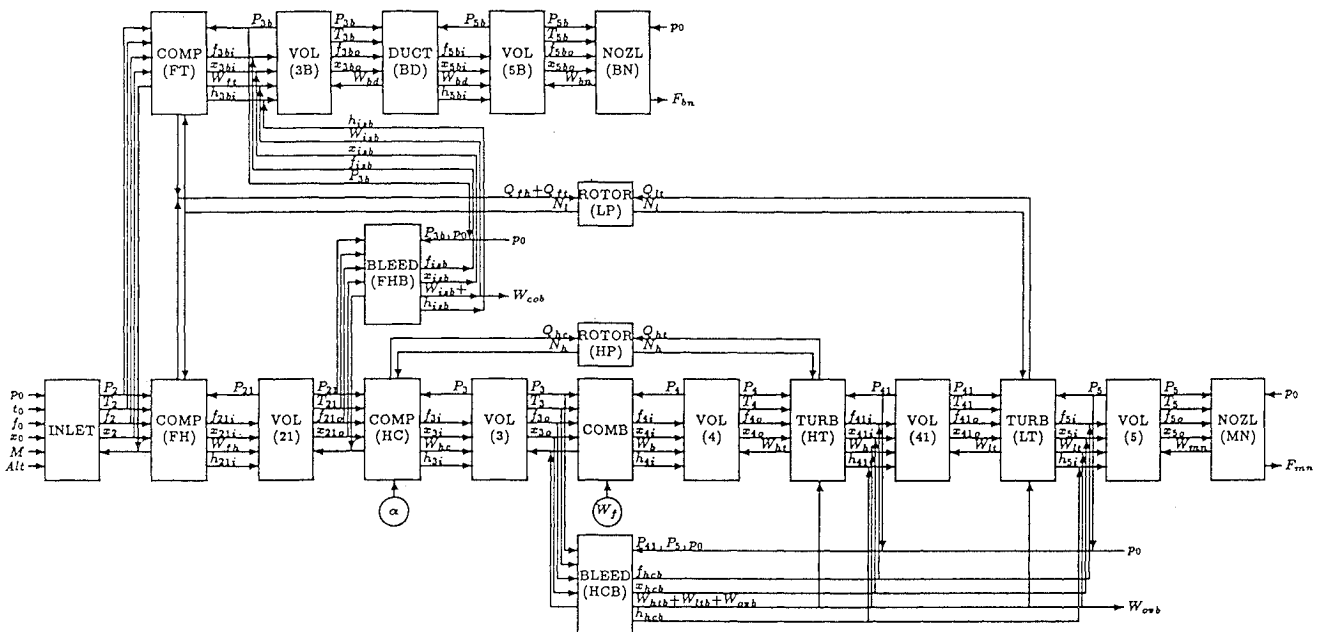 P3b P3b P5b P5b p0
T3b T5b
COMP (FT) f3bi VOL (3B) f3bo DUCT (BD) f5bi VOL (5B) f5bo NOZL (BN)
x3bi x3bo x5bi x5bo
Wft Wbd Wbd Wbn
h3bi h5bi Fbn
hisb
Wisb
xisb
fisb
P3b
Qfh+Qft ROTOR (LP) Qlt
Nl Nl
P3b, p0 p0
BLEED (FHB) fisb
xisb
Wisb+ Wcob
hisb
Qhc ROTOR (HP) Qht
Nh Nh
p0 P2 P21 P21 P3 P3 P4 P4 P41 P41 P5 P5 p0
t0 T2 T21 T3 T4 T41 T5
f0 INLET f2 COMP (FH) f21i VOL (21) f21o COMP (HC) f3i VOL (3) f3o COMB f4i VOL (4) f4o TURB (HT) f41i VOL (41) f41o TURB (LT) f5i VOL (5) f5o NOZL (MN)
x0 x2 x21i x21o x3i x3o x4i x4o x41i x41o x5i x5o
M Wfh Whc Wb Wht Wht Wlt Wlt Wmn
Alt h21i h3i h4i h41i h5i Fmn
α Wf
P41, P5, p0 p0
BLEED (HCB) fhcb
xhcb
Whtb+Wltb+Woxb Woxb
hhcb